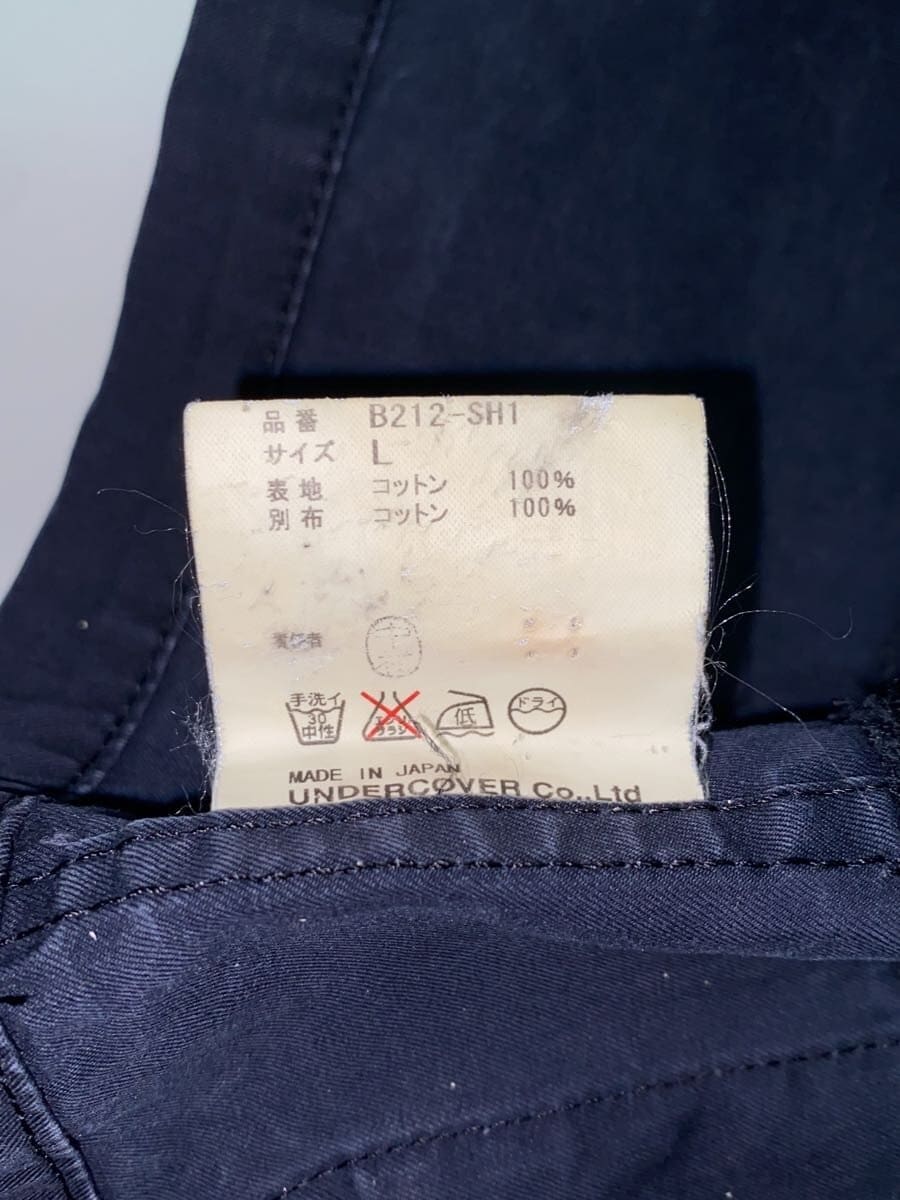 品番 B212-SH1
サイズ L
表地 コットン 100%
別布 コットン 100%
手洗イ 30 中性 低 ドライ
MADE IN JAPAN
UNDERCOVER Co.,Ltd